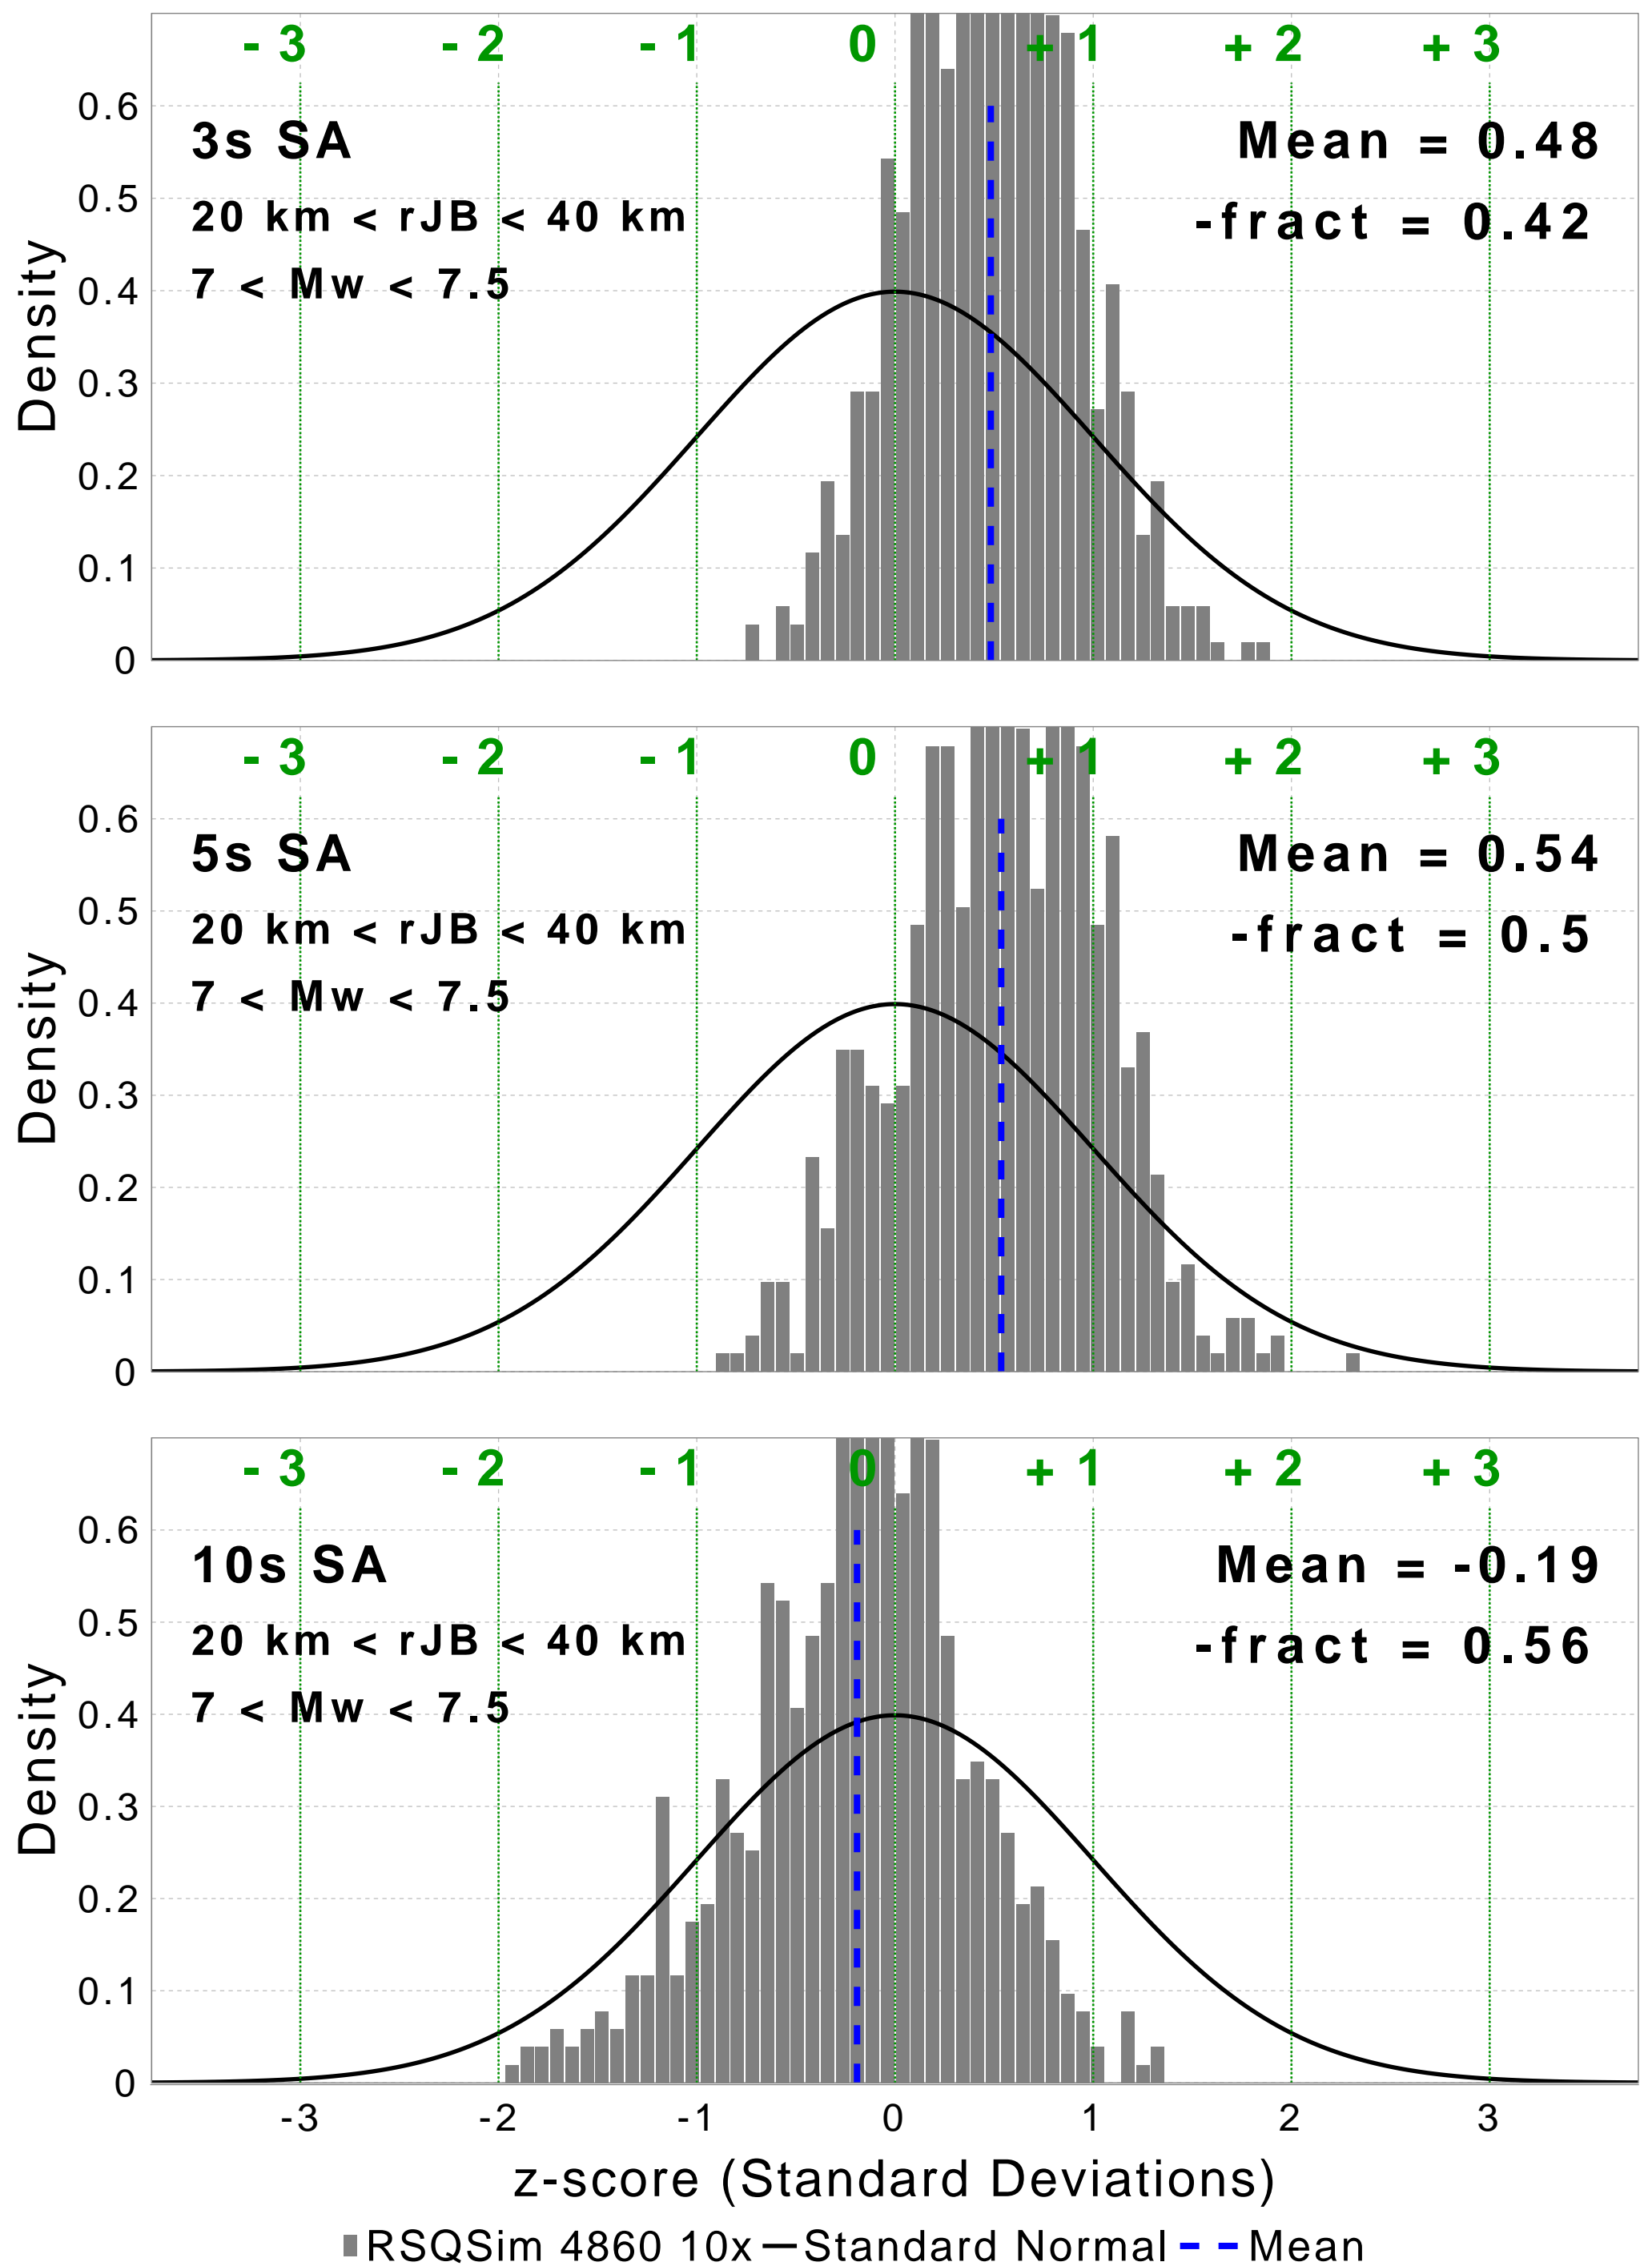 - 3 - 2 - 1 0 + 1 + 2 + 3
0.6
3s SA
Mean = 0.48
0.5
20 km < rJB < 40 km
-fract = 0.42
7 < Mw < 7.5
0.4
Density
0.3
0.2
0.1
0
- 3 - 2 - 1 0 + 1 + 2 + 3
0.6
5s SA
Mean = 0.54
0.5
20 km < rJB < 40 km
-fract = 0.5
7 < Mw < 7.5
0.4
Density
0.3
0.2
0.1
0
- 3 - 2 - 1 0 + 1 + 2 + 3
0.6
10s SA
Mean = -0.19
0.5
20 km < rJB < 40 km
-fract = 0.56
7 < Mw < 7.5
0.4
Density
0.3
0.2
0.1
0
-3 -2 -1 0 1 2 3
z-score (Standard Deviations)
RSQSim 4860 10x Standard Normal Mean